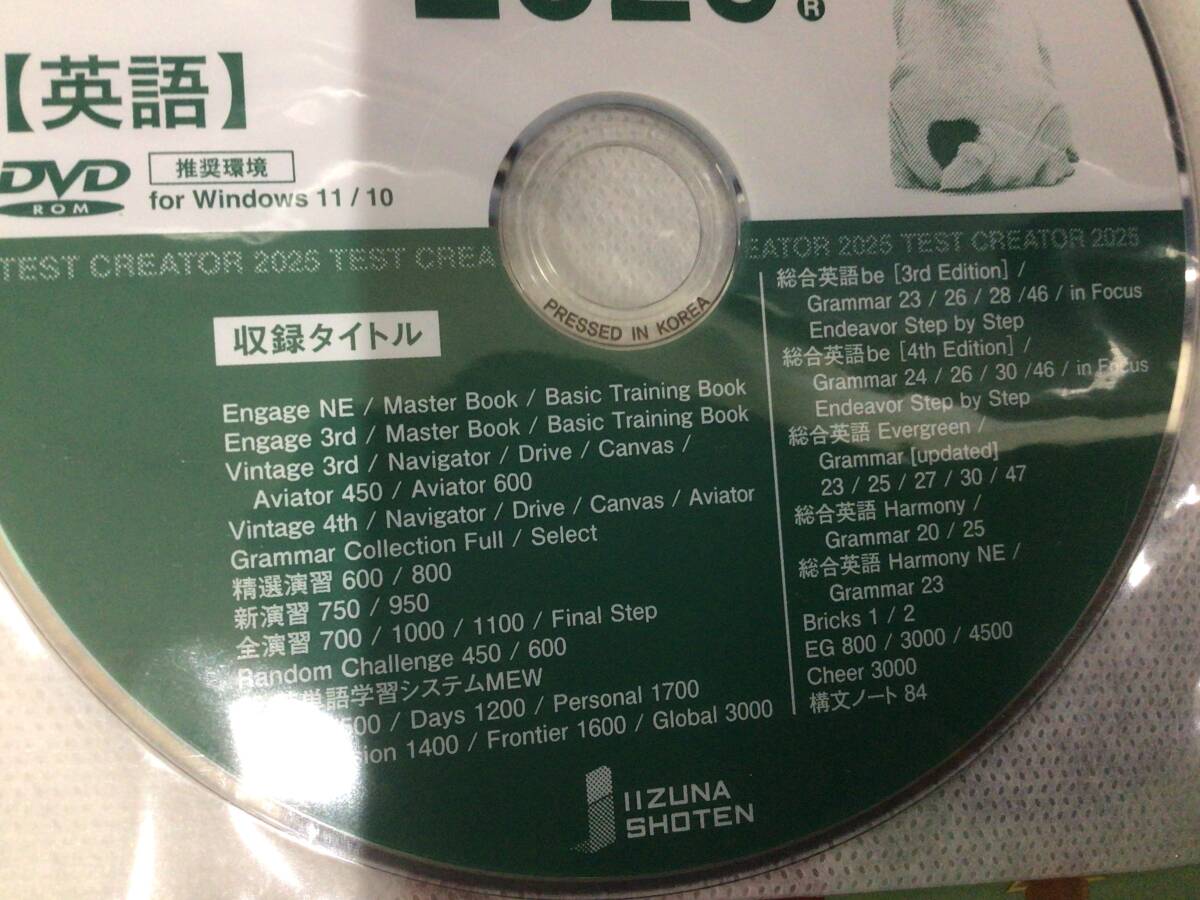 ®
【英語】
DVD
ROM
推奨環境
for Windows 11 / 10
TEST CREATOR 2025 TEST CREA
EATOR 2025 TEST CREATOR 2025
PRESSED IN KOREA
収録タイトル
Engage NE / Master Book / Basic Training Book
Engage 3rd / Master Book / Basic Training Book
Vintage 3rd / Navigator / Drive / Canvas /
Aviator 450 / Aviator 600
Vintage 4th / Navigator / Drive / Canvas / Aviator
Grammar Collection Full / Select
精選演習 600 / 800
新演習 750 / 950
全演習 700 / 1000 / 1100 / Final Step
Random Challenge 450 / 600
単語学習システムMEW
500 / Days 1200 / Personal 1700
ion 1400 / Frontier 1600 / Global 3000
総合英語be［3rd Edition］/
Grammar 23 / 26 / 28 /46 / in Focus
Endeavor Step by Step
総合英語be［4th Edition］/
Grammar 24 / 26 / 30 /46 / in Focus
Endeavor Step by Step
総合英語 Evergreen /
Grammar [updated]
23 / 25 / 27 / 30 / 47
総合英語 Harmony /
Grammar 20 / 25
総合英語 Harmony NE /
Grammar 23
Bricks 1 / 2
EG 800 / 3000 / 4500
Cheer 3000
構文ノート 84
IIZUNA
SHOTEN